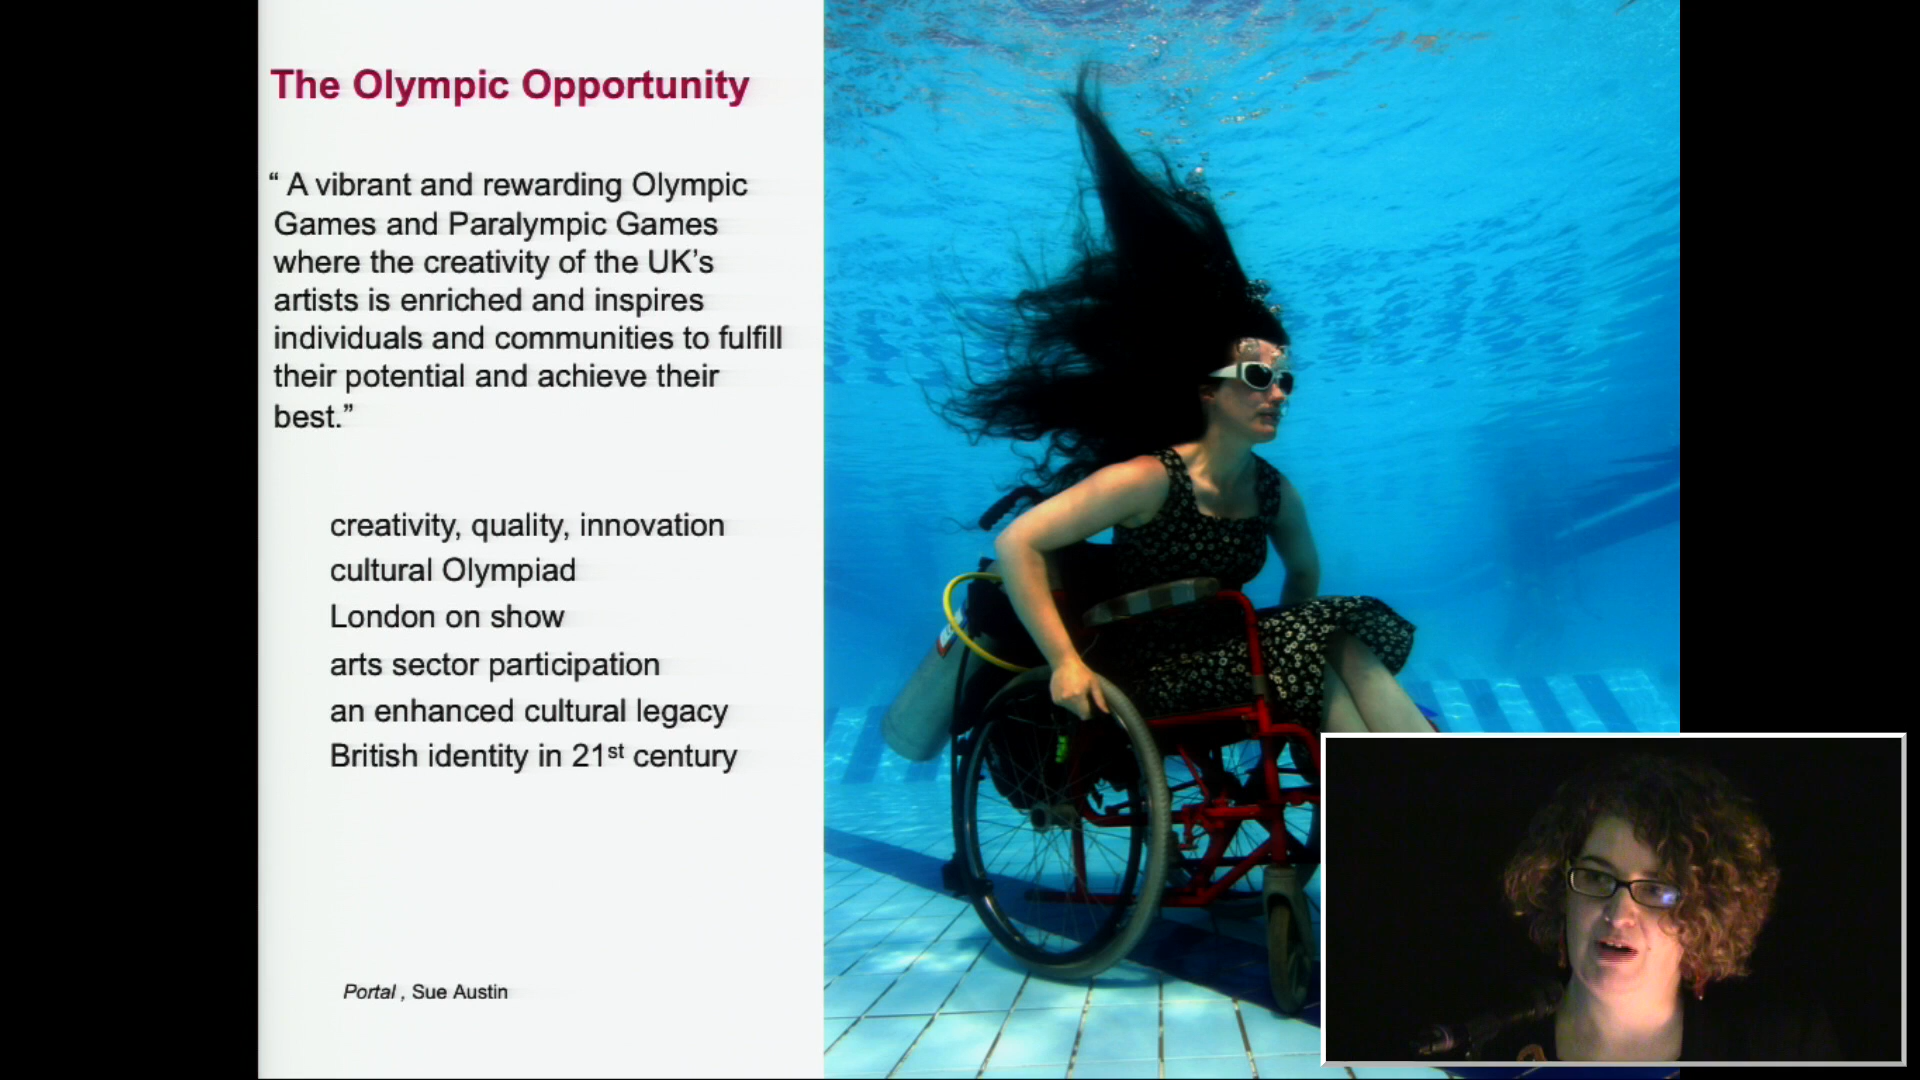 The Olympic Opportunity
“ A vibrant and rewarding Olympic
Games and Paralympic Games
where the creativity of the UK’s
artists is enriched and inspires
individuals and communities to fulfill
their potential and achieve their
best.”
creativity, quality, innovation
cultural Olympiad
London on show
arts sector participation
an enhanced cultural legacy
British identity in 21st century
Portal , Sue Austin